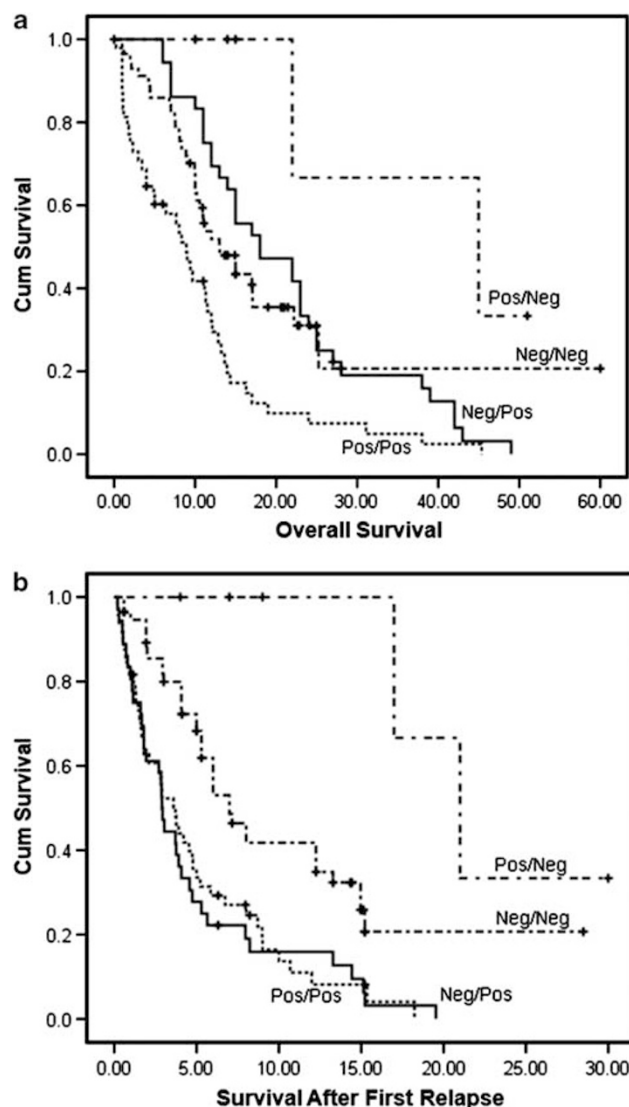 a
1.0
0.8
0.6
0.4
0.2
0.0
Cum Survival
Pos/Neg
Neg/Neg
Neg/Pos
Pos/Pos
0.00 10.00 20.00 30.00 40.00 50.00 60.00
Overall Survival
b
1.0
0.8
0.6
0.4
0.2
0.0
Cum Survival
Pos/Neg
Neg/Neg
Pos/Pos Neg/Pos
0.00 5.00 10.00 15.00 20.00 25.00 30.00
Survival After First Relapse